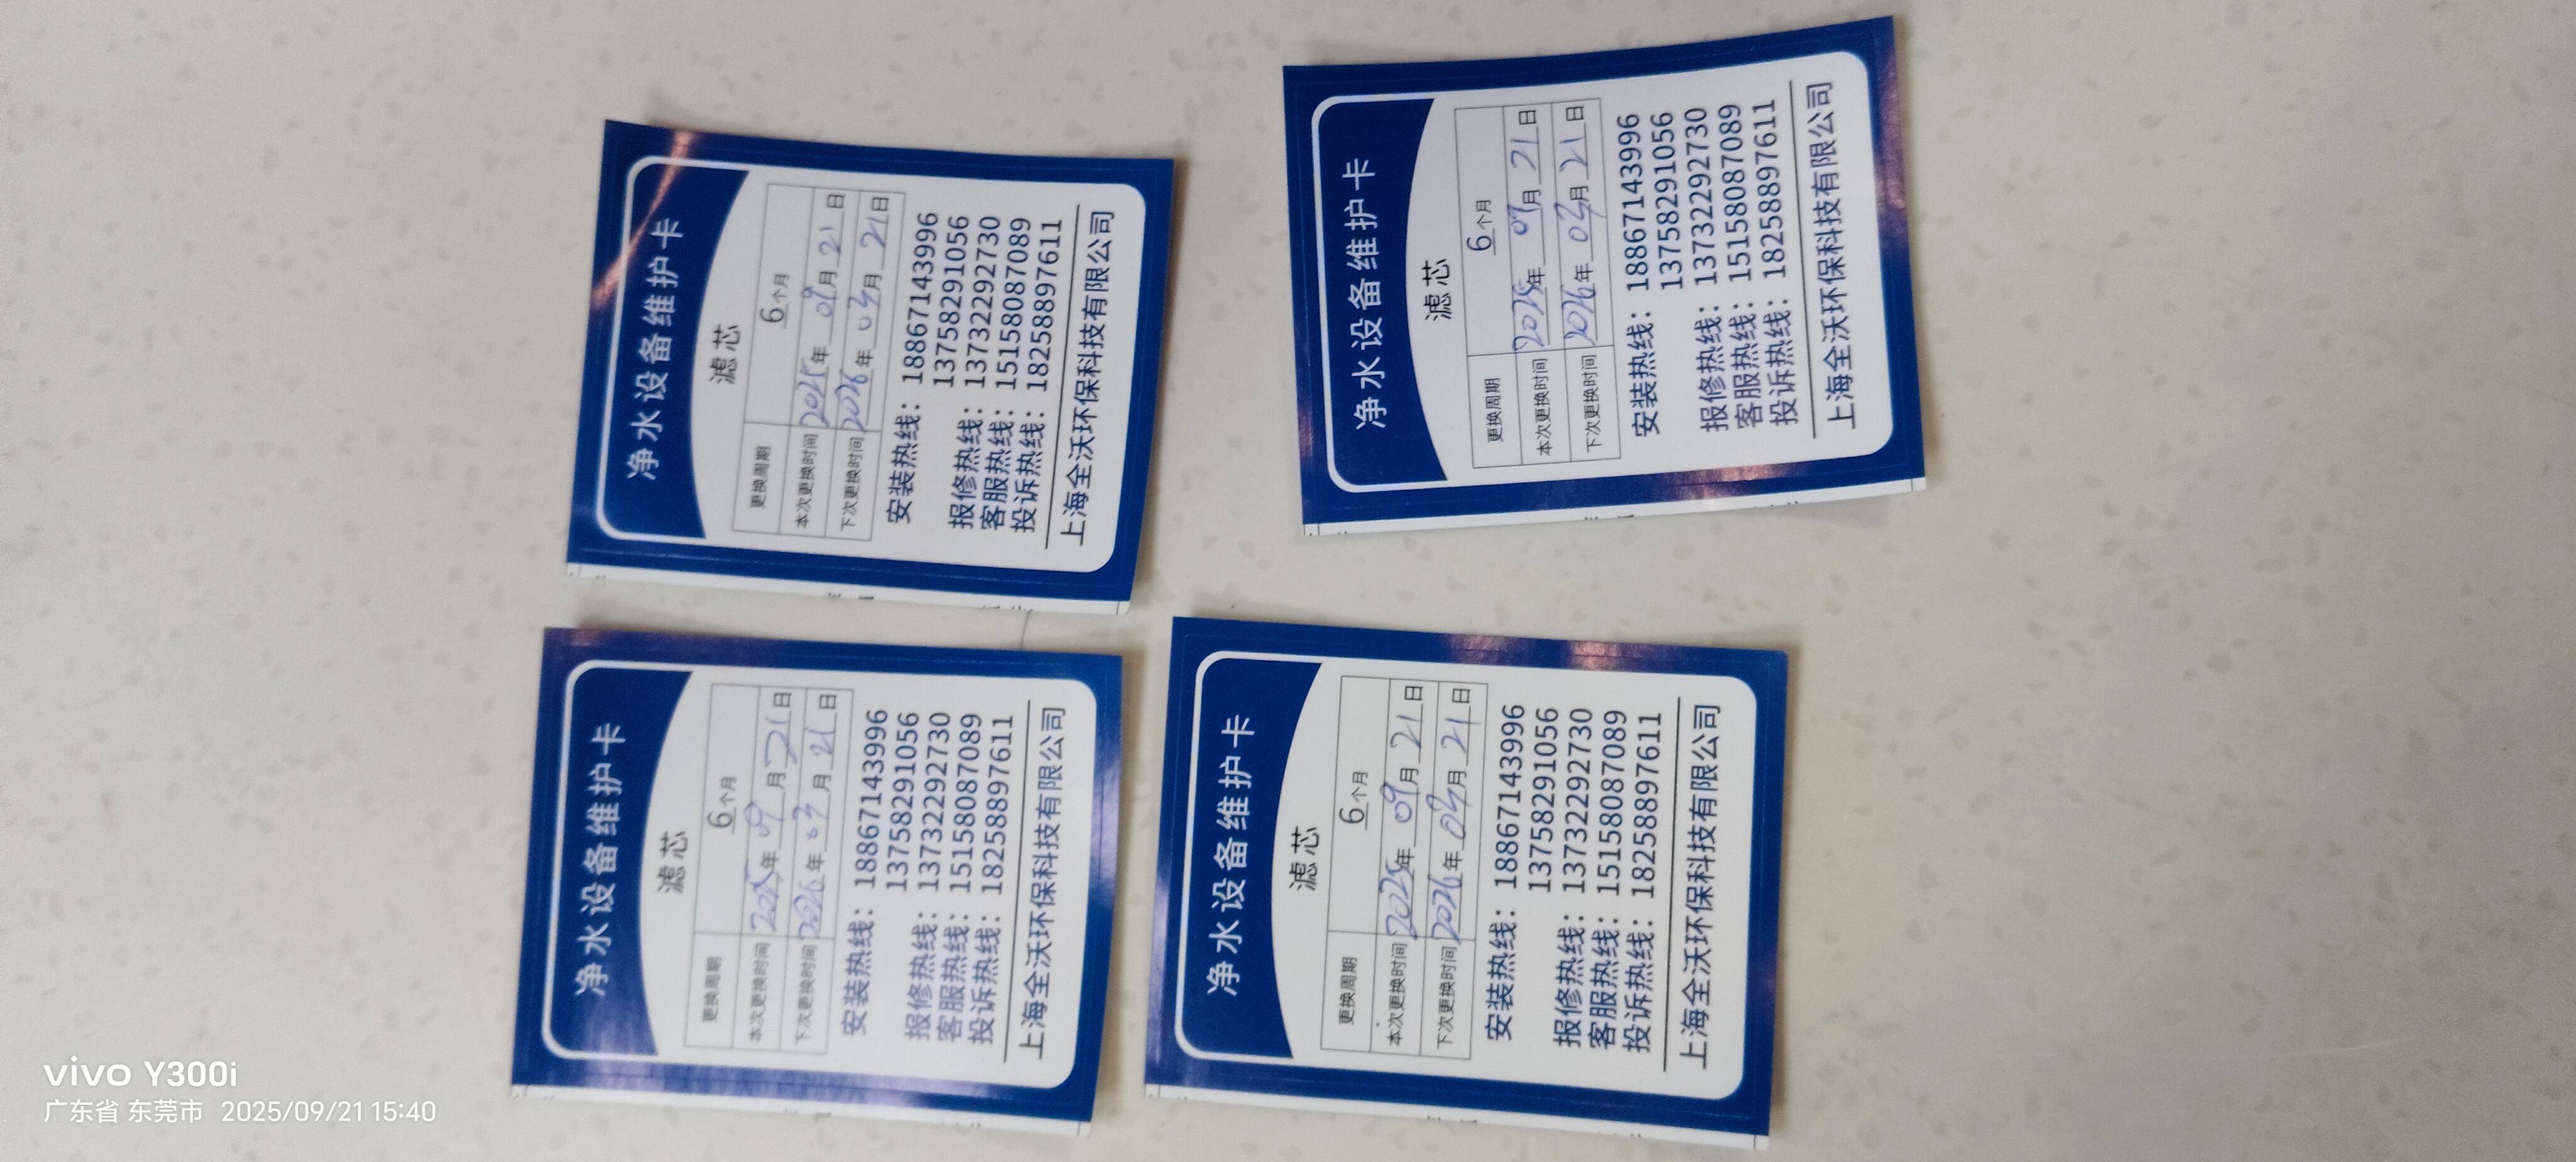 净水设备维护卡
滤芯
更换周期 6个月
本次更换时间 2025年 09月 21日
下次更换时间 2026年 03月 21日
安装热线：18867143996
13758291056
报修热线：13732292730
客服热线：15158087089
投诉热线：18258897611
上海全沃环保科技有限公司
净水设备维护卡
滤芯
更换周期 6个月
本次更换时间 2025年 09月 21日
下次更换时间 2026年 03月 21日
安装热线：18867143996
13758291056
报修热线：13732292730
客服热线：15158087089
投诉热线：18258897611
上海全沃环保科技有限公司
净水设备维护卡
滤芯
更换周期 6个月
本次更换时间 2025年 09月 21日
下次更换时间 2026年 03月 21日
安装热线：18867143996
13758291056
报修热线：13732292730
客服热线：15158087089
投诉热线：18258897611
上海全沃环保科技有限公司
净水设备维护卡
滤芯
更换周期 6个月
本次更换时间 2025年 09月 21日
下次更换时间 2026年 03月 21日
安装热线：18867143996
13758291056
报修热线：13732292730
客服热线：15158087089
投诉热线：18258897611
上海全沃环保科技有限公司
vivo Y300i
广东省 东莞市 2025/09/21 15:40